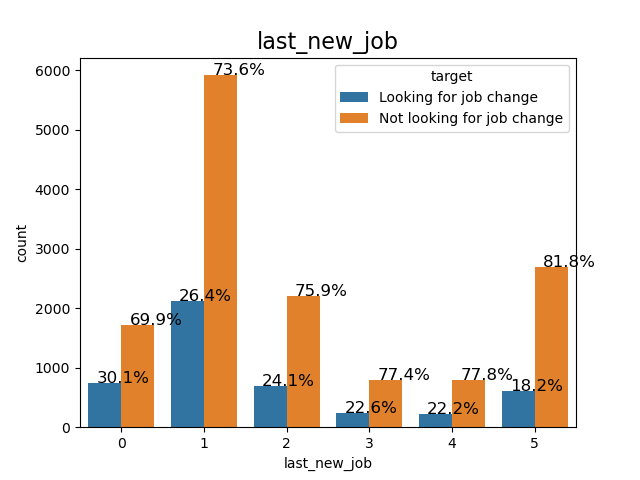 last_new_job
target
Looking for job change
Not looking for job change
count
6000
5000
4000
3000
2000
1000
0
30.1%
69.9%
26.4%
73.6%
24.1%
75.9%
22.6%
77.4%
22.2%
77.8%
18.2%
81.8%
0 1 2 3 4 5
last_new_job